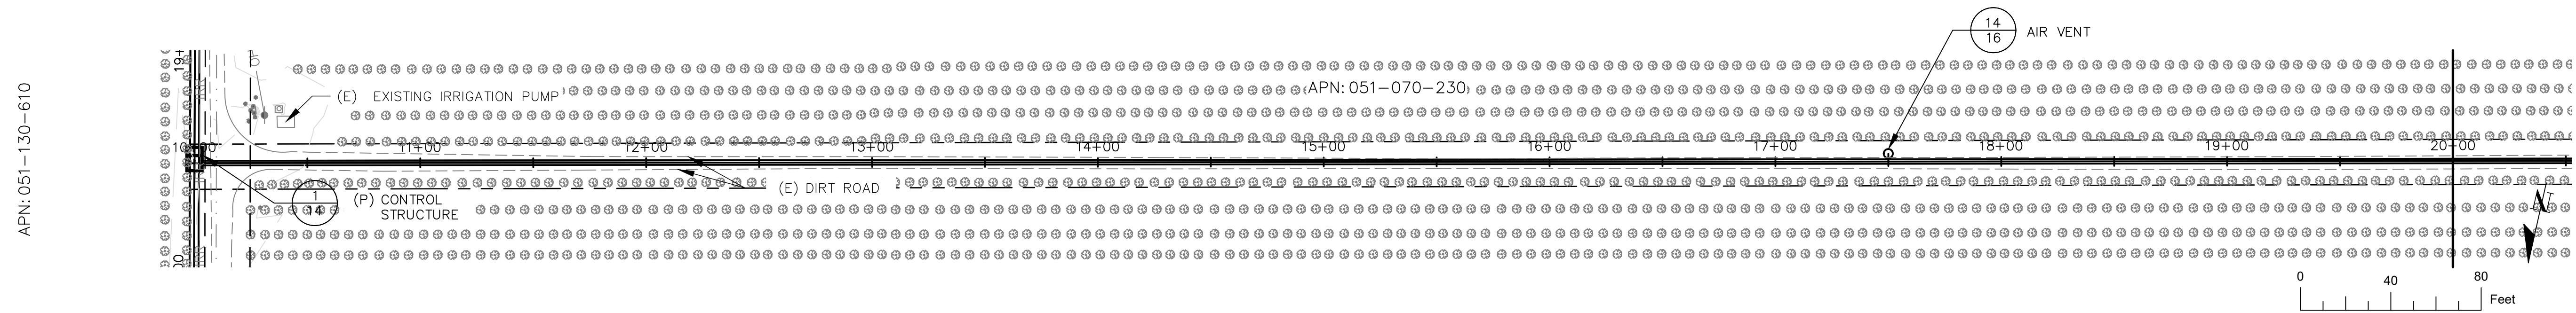 14
16
AIR VENT
19+
APN: 051-130-610
(E) EXISTING IRRIGATION PUMP
APN: 051-070-230
10+00
11+00
12+00
13+00
14+00
15+00
16+00
17+00
18+00
19+00
20+00
(E) DIRT ROAD
1
14
(P) CONTROL
STRUCTURE
N
00
0
40
80
Feet